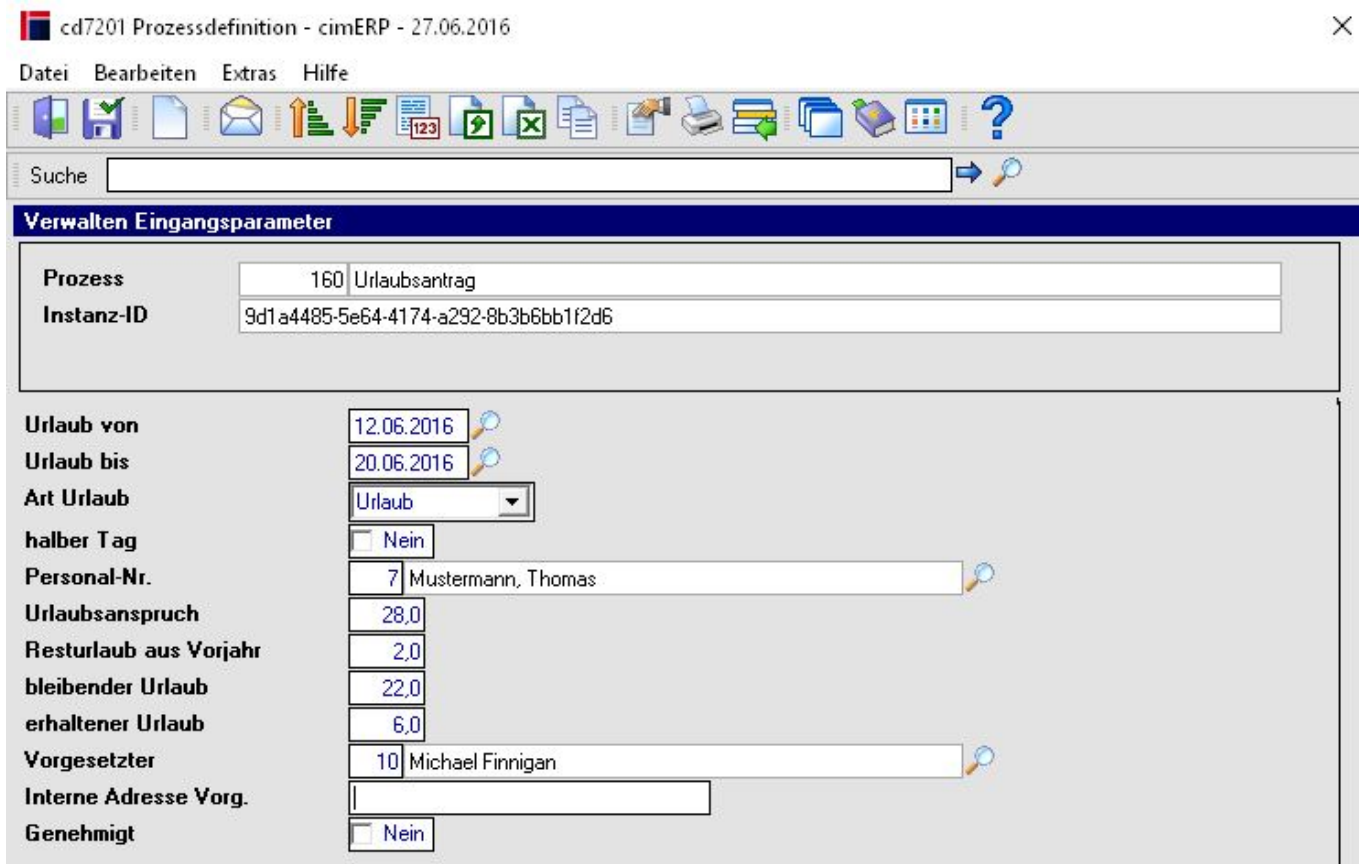 cd7201 Prozessdefinition - cimERP - 27.06.2016
Datei Bearbeiten Extras Hilfe
123
Suche
Verwalten Eingangsparameter
Prozess 160 Urlaubsantrag
Instanz-ID 9d1a4485-5e64-4174-a292-8b3b6bb1f2d6
Urlaub von 12.06.2016
Urlaub bis 20.06.2016
Art Urlaub Urlaub
halber Tag Nein
Personal-Nr. 7 Mustermann, Thomas
Urlaubsanspruch 28,0
Resturlaub aus Vorjahr 2,0
bleibender Urlaub 22,0
erhaltener Urlaub 6,0
Vorgesetzter 10 Michael Finnigan
Interne Adresse Vorg.
Genehmigt Nein